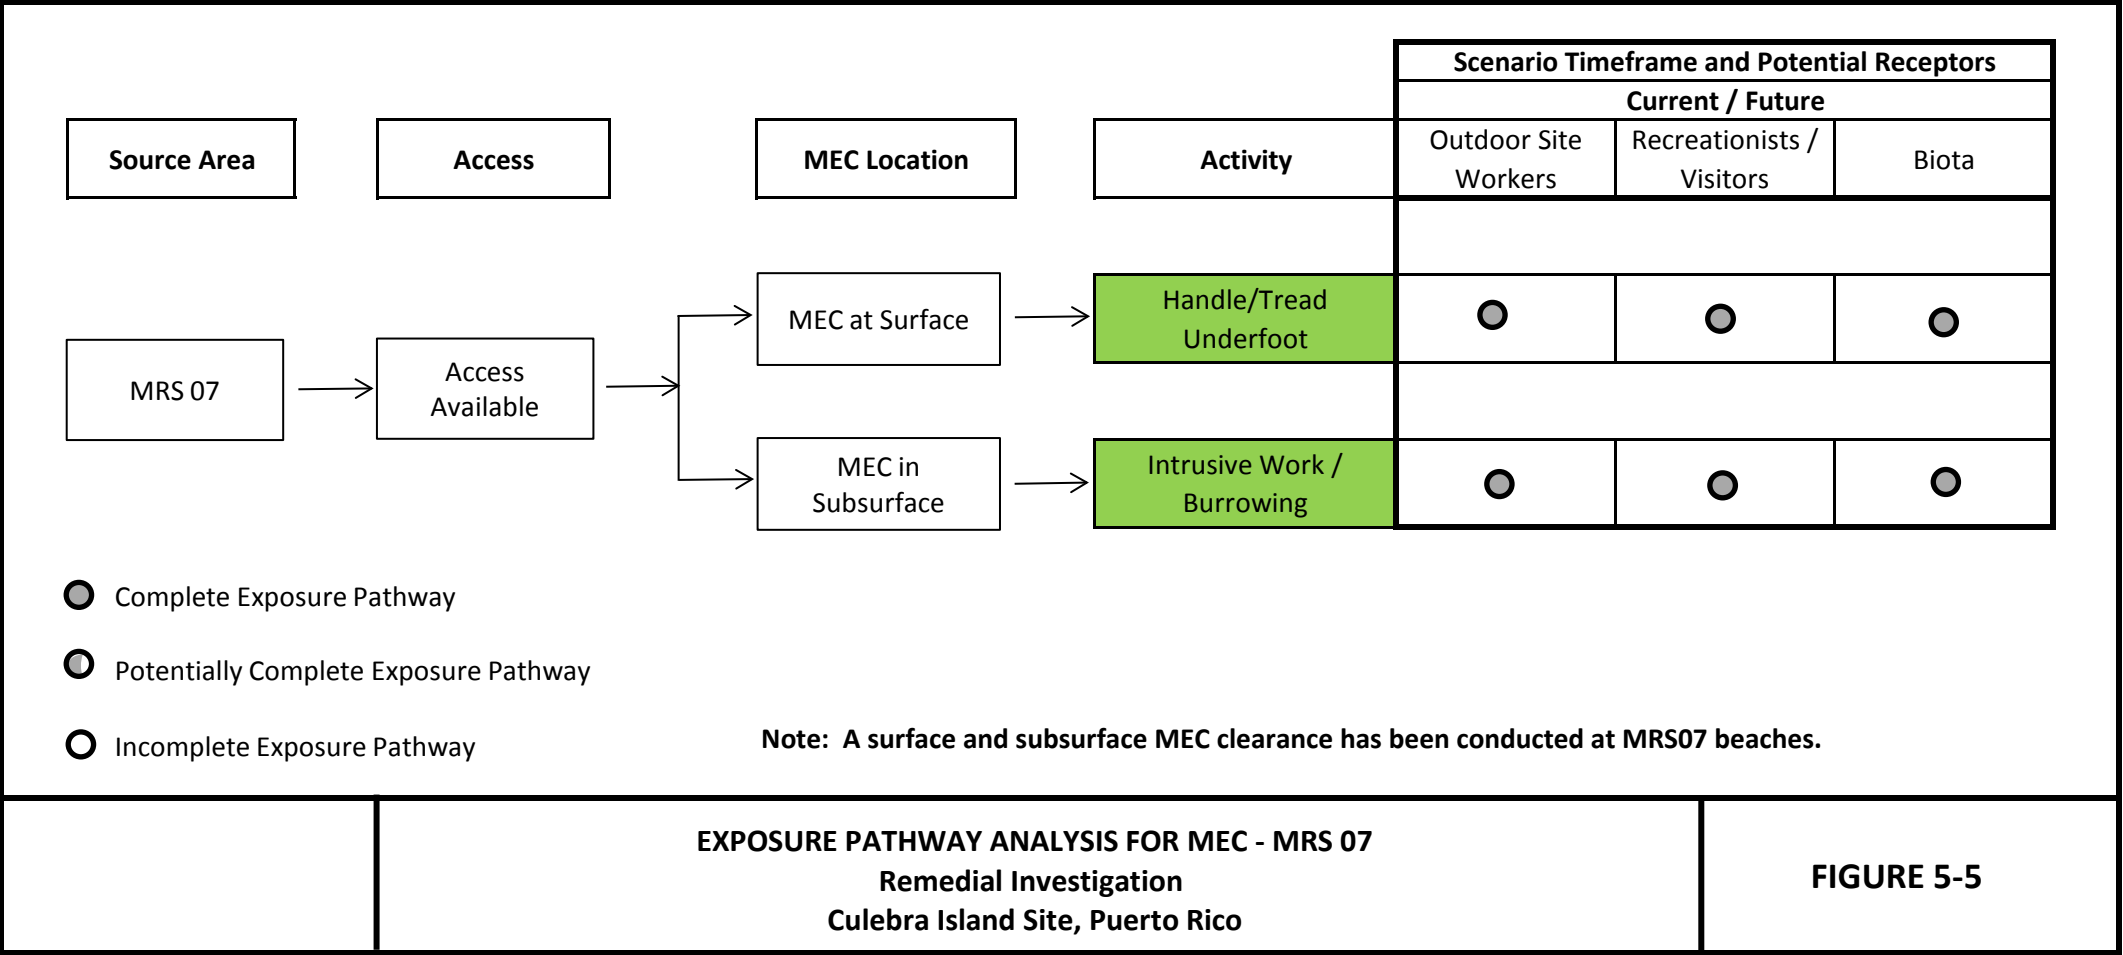 Scenario Timeframe and Potential Receptors
Current / Future
Source Area
Access
MEC Location
Activity
Outdoor Site
Workers
Recreationists /
Visitors
Biota
MRS 07
Access
Available
MEC at Surface
Handle/Tread
Underfoot
MEC in
Subsurface
Intrusive Work /
Burrowing
Complete Exposure Pathway
Potentially Complete Exposure Pathway
Incomplete Exposure Pathway
Note:  A surface and subsurface MEC clearance has been conducted at MRS07 beaches.
EXPOSURE PATHWAY ANALYSIS FOR MEC - MRS 07
Remedial Investigation
Culebra Island Site, Puerto Rico
FIGURE 5-5